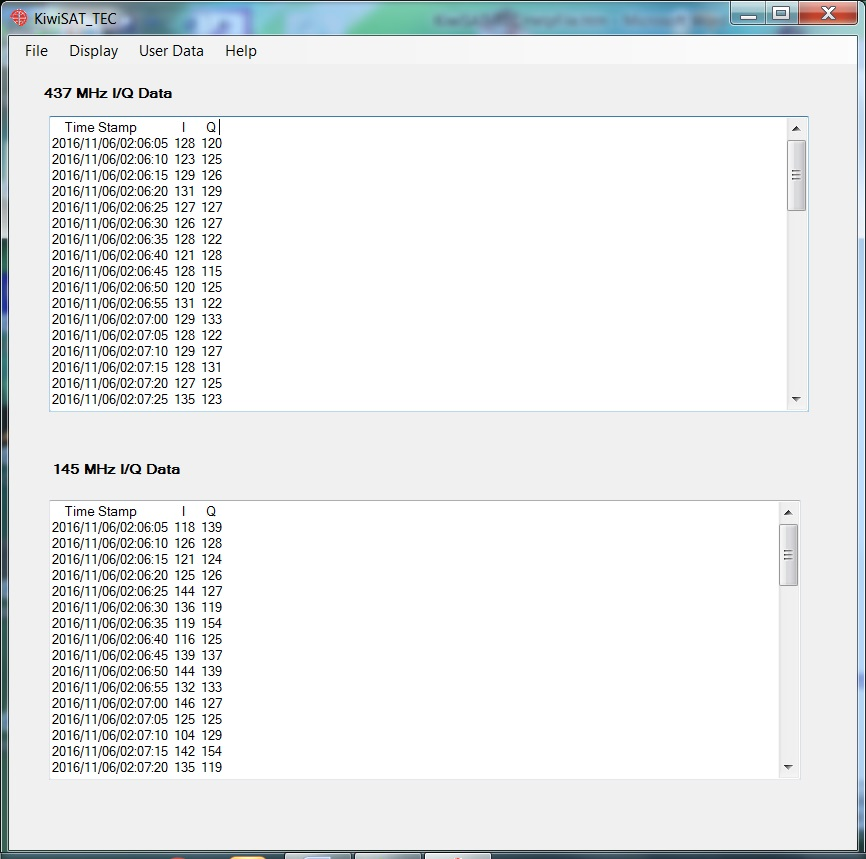 KiwiSAT_TEC
File Display User Data Help
437 MHz I/Q Data
Time Stamp I Q
2016/11/06/02:06:05 128 120
2016/11/06/02:06:10 123 125
2016/11/06/02:06:15 129 126
2016/11/06/02:06:20 131 129
2016/11/06/02:06:25 127 127
2016/11/06/02:06:30 126 127
2016/11/06/02:06:35 128 122
2016/11/06/02:06:40 121 128
2016/11/06/02:06:45 128 115
2016/11/06/02:06:50 120 125
2016/11/06/02:06:55 131 122
2016/11/06/02:07:00 129 133
2016/11/06/02:07:05 128 122
2016/11/06/02:07:10 129 127
2016/11/06/02:07:15 128 131
2016/11/06/02:07:20 127 125
2016/11/06/02:07:25 135 123
145 MHz I/Q Data
Time Stamp I Q
2016/11/06/02:06:05 118 139
2016/11/06/02:06:10 126 128
2016/11/06/02:06:15 121 124
2016/11/06/02:06:20 125 126
2016/11/06/02:06:25 144 127
2016/11/06/02:06:30 136 119
2016/11/06/02:06:35 119 154
2016/11/06/02:06:40 116 125
2016/11/06/02:06:45 139 137
2016/11/06/02:06:50 144 139
2016/11/06/02:06:55 132 133
2016/11/06/02:07:00 146 127
2016/11/06/02:07:05 125 125
2016/11/06/02:07:10 104 129
2016/11/06/02:07:15 142 154
2016/11/06/02:07:20 135 119